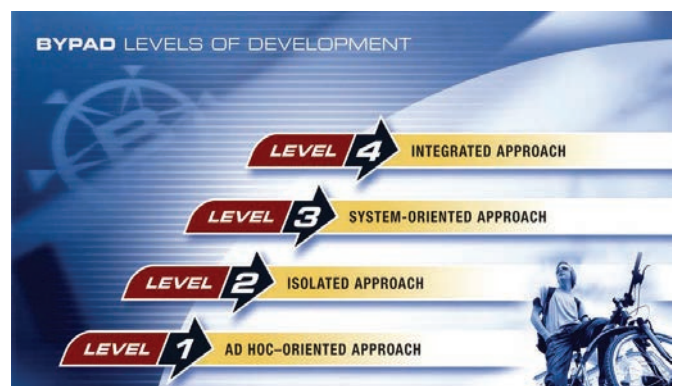 BYPAD LEVELS OF DEVELOPMENT
LEVEL 4 INTEGRATED APPROACH
LEVEL 3 SYSTEM-ORIENTED APPROACH
LEVEL 2 ISOLATED APPROACH
LEVEL 1 AD HOC–ORIENTED APPROACH